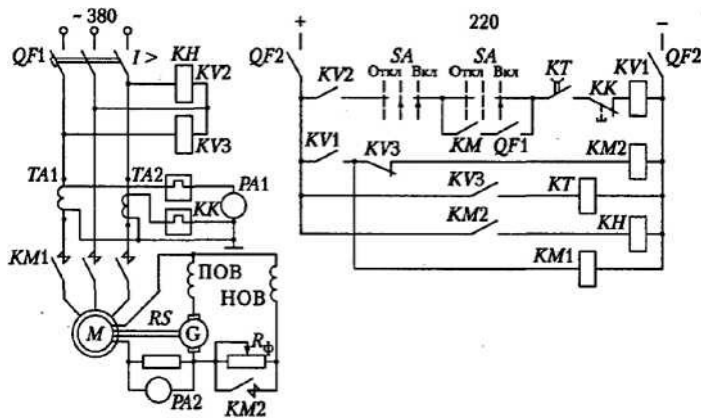 ~ 380
QF1
I >
KH
KV2
KV3
TA1
TA2
KK
PA1
KM1
ПОВ
НОВ
M
RS
G
Rф
PA2
KM2
+
220
−
QF2
KV2
SA
Откл
Вкл
SA
Откл
Вкл
KT
KK
KV1
QF2
KM
QF1
KV1
KV3
KM2
KV3
KT
KM2
KH
KM1